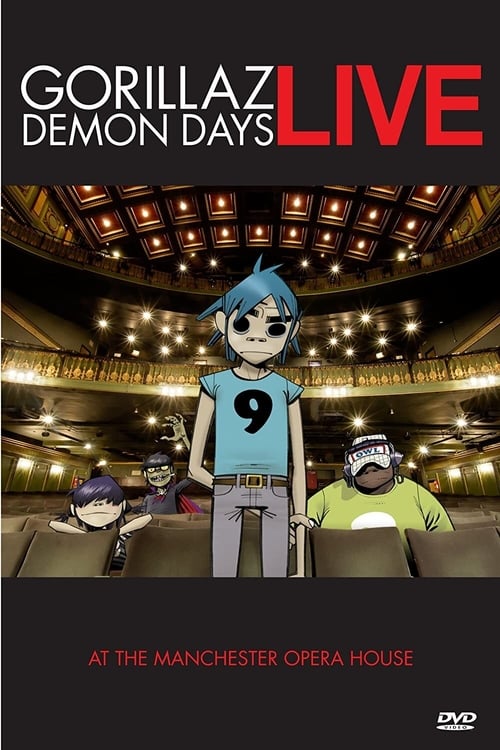 GORILLAZ LIVE
DEMON DAYS
9
OWL
AT THE MANCHESTER OPERA HOUSE
DVD
VIDEO